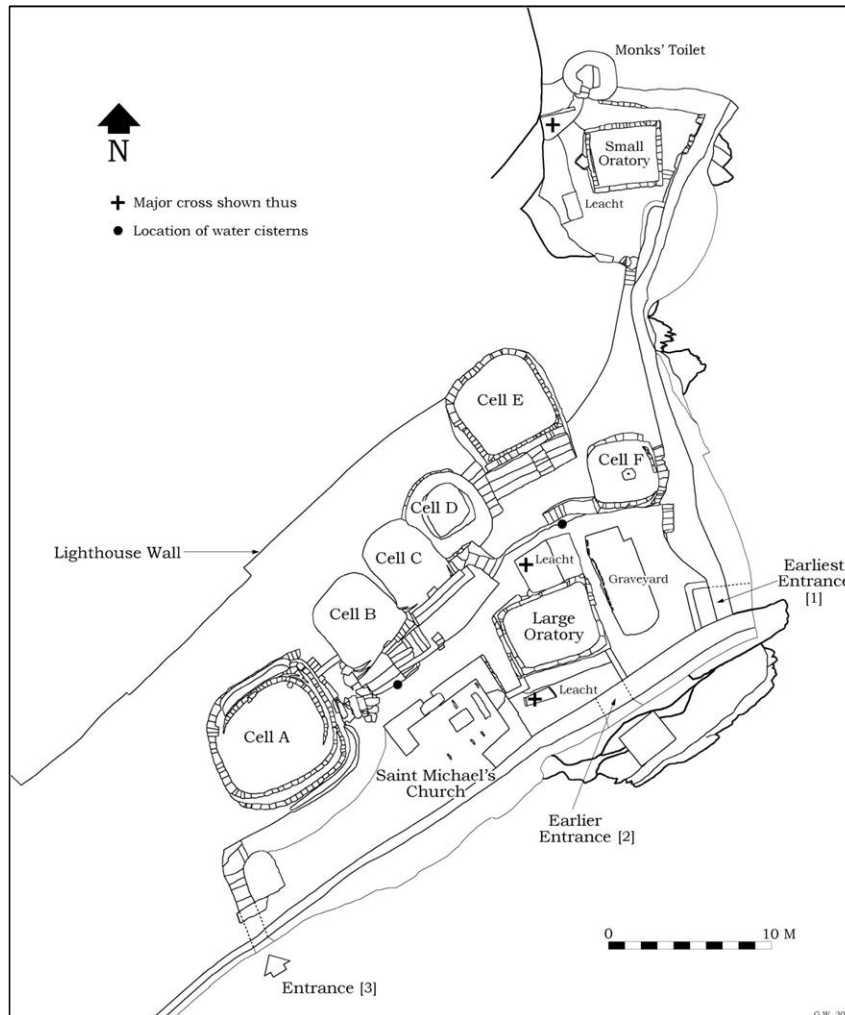 Monks' Toilet
N
Small
Oratory
Major cross shown thus
Leacht
Location of water cisterns
Cell E
Cell F
Cell D
Lighthouse Wall
Cell C
Leacht
Graveyard
Earliest
Entrance
[1]
Cell B
Large
Oratory
Leacht
Cell A
Saint Michael's
Church
Earlier
Entrance [2]
0
10 M
Entrance [3]